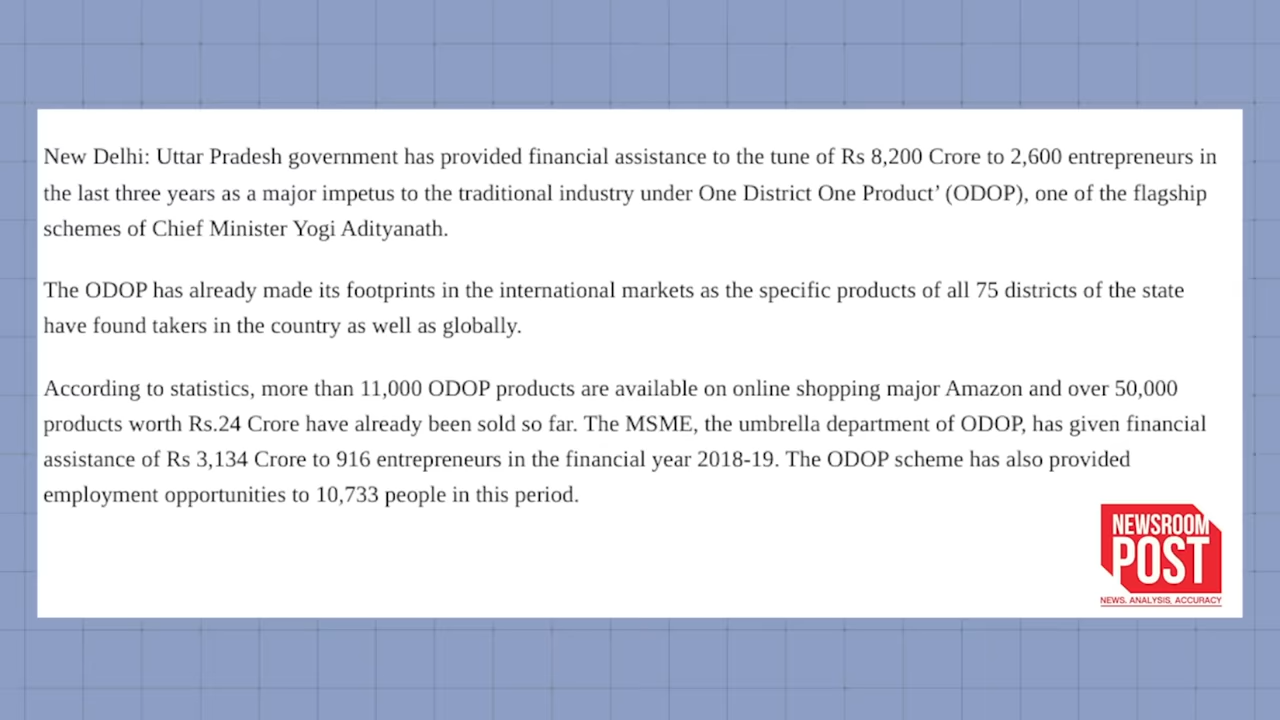 New Delhi: Uttar Pradesh government has provided financial assistance to the tune of Rs 8,200 Crore to 2,600 entrepreneurs in
the last three years as a major impetus to the traditional industry under One District One Product’ (ODOP), one of the flagship
schemes of Chief Minister Yogi Adityanath.
The ODOP has already made its footprints in the international markets as the specific products of all 75 districts of the state
have found takers in the country as well as globally.
According to statistics, more than 11,000 ODOP products are available on online shopping major Amazon and over 50,000
products worth Rs.24 Crore have already been sold so far. The MSME, the umbrella department of ODOP, has given financial
assistance of Rs 3,134 Crore to 916 entrepreneurs in the financial year 2018-19. The ODOP scheme has also provided
employment opportunities to 10,733 people in this period.
NEWSROOM
POST
NEWS. ANALYSIS, ACCURACY